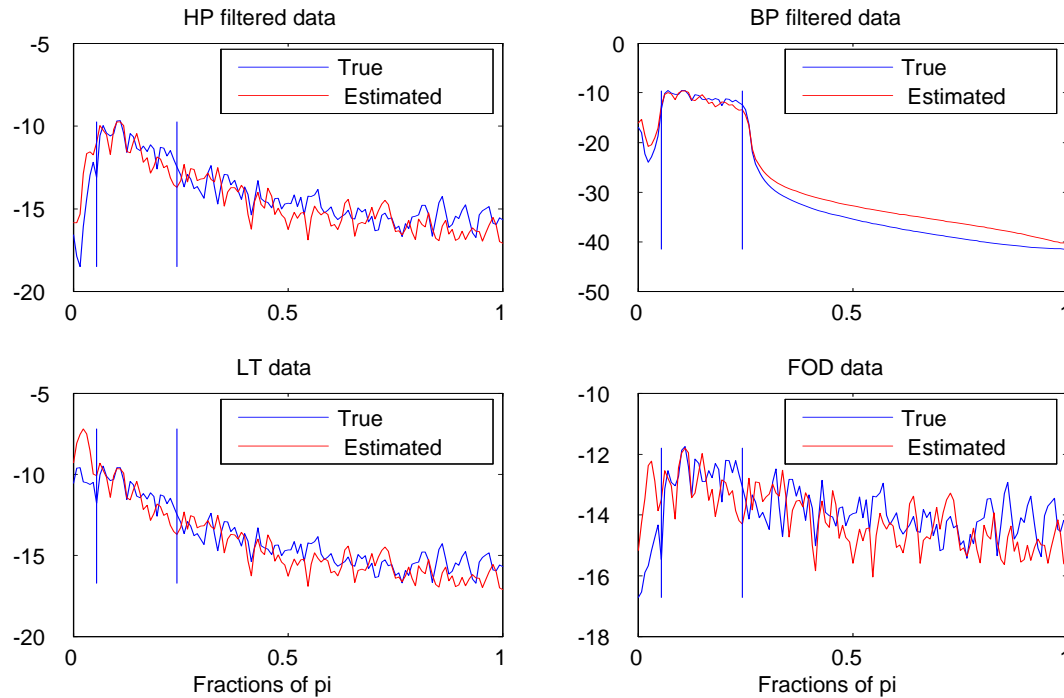 HP filtered data
-5
-10
-15
-20
0
0.5
1
True
Estimated
BP filtered data
0
-10
-20
-30
-40
-50
0
0.5
1
True
Estimated
LT data
-5
-10
-15
-20
0
0.5
1
Fractions of pi
True
Estimated
FOD data
-10
-12
-14
-16
-18
0
0.5
1
Fractions of pi
True
Estimated